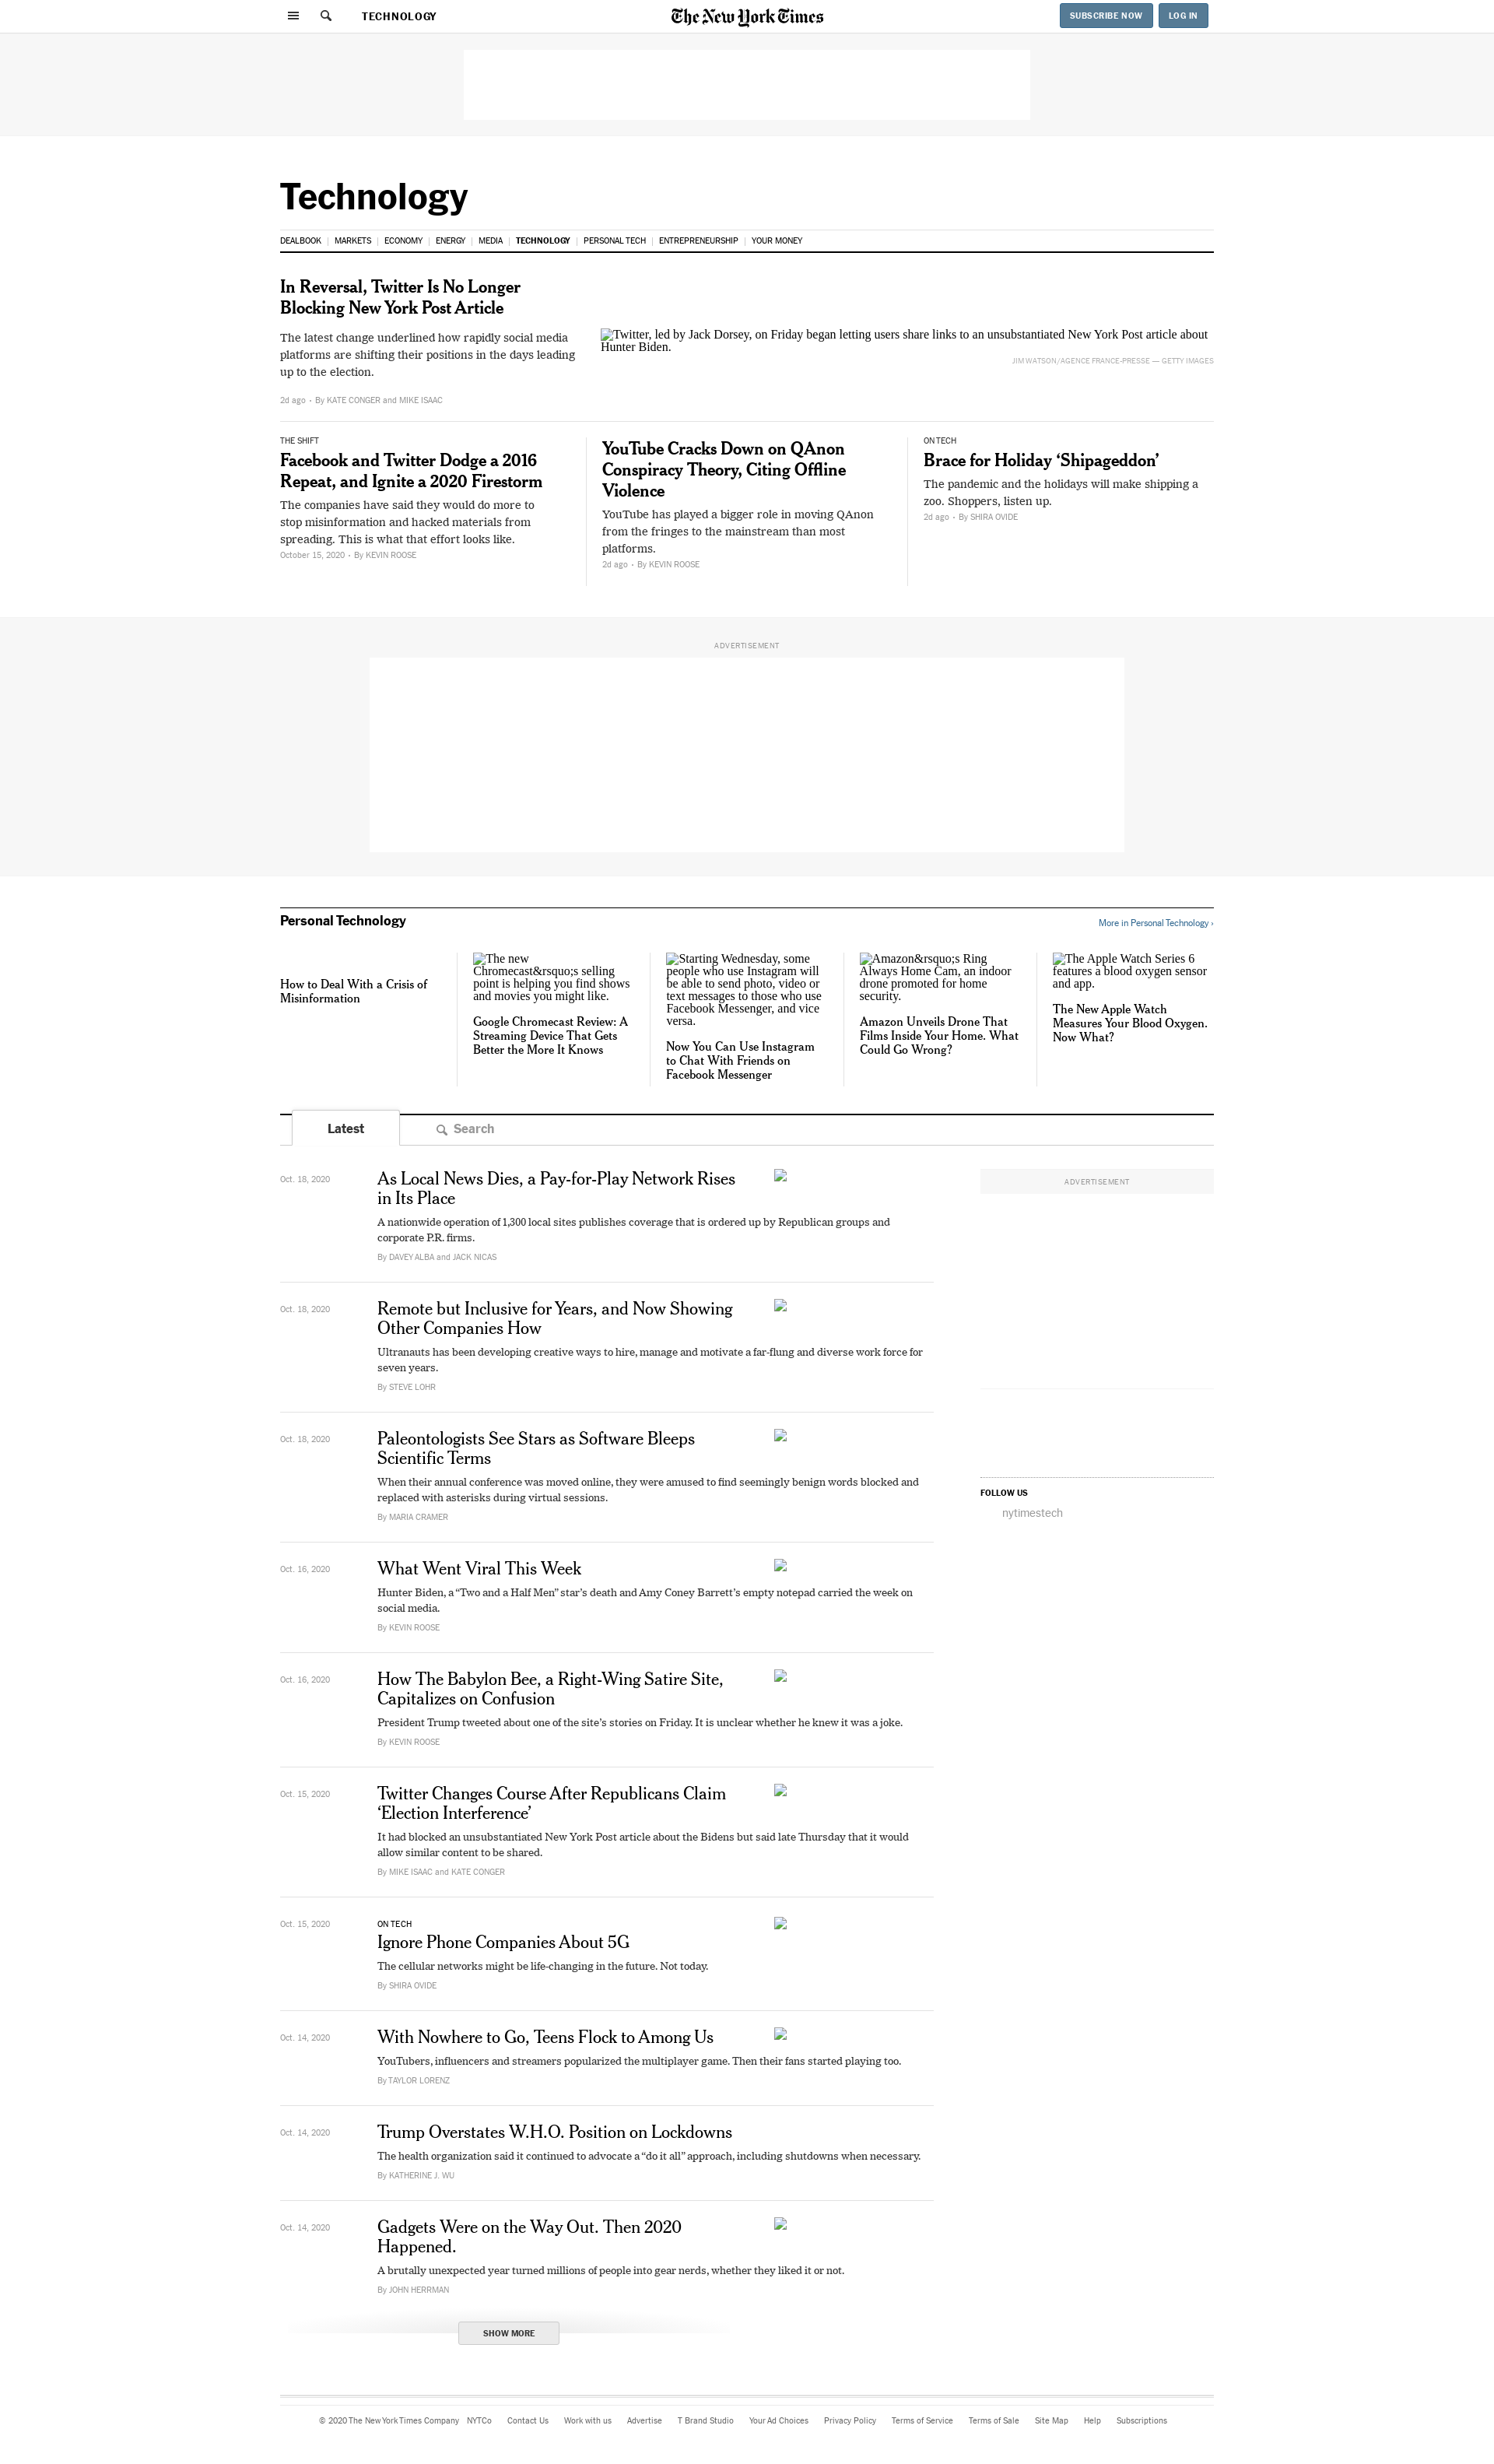 TECHNOLOGY
The New York Times
SUBSCRIBE NOW
LOG IN
Technology
DEALBOOK | MARKETS | ECONOMY | ENERGY | MEDIA | TECHNOLOGY | PERSONAL TECH | ENTREPRENEURSHIP | YOUR MONEY
In Reversal, Twitter Is No Longer
Blocking New York Post Article
The latest change underlined how rapidly social media
platforms are shifting their positions in the days leading
up to the election.
2d ago • By KATE CONGER and MIKE ISAAC
Twitter, led by Jack Dorsey, on Friday began letting users share links to an unsubstantiated New York Post article about
Hunter Biden.
JIM WATSON/AGENCE FRANCE-PRESSE — GETTY IMAGES
THE SHIFT
Facebook and Twitter Dodge a 2016
Repeat, and Ignite a 2020 Firestorm
The companies have said they would do more to
stop misinformation and hacked materials from
spreading. This is what that effort looks like.
October 15, 2020 • By KEVIN ROOSE
YouTube Cracks Down on QAnon
Conspiracy Theory, Citing Offline
Violence
YouTube has played a bigger role in moving QAnon
from the fringes to the mainstream than most
platforms.
2d ago • By KEVIN ROOSE
ON TECH
Brace for Holiday ‘Shipageddon’
The pandemic and the holidays will make shipping a
zoo. Shoppers, listen up.
2d ago • By SHIRA OVIDE
ADVERTISEMENT
Personal Technology
More in Personal Technology ›
How to Deal With a Crisis of
Misinformation
The new
Chromecast&rsquo;s selling
point is helping you find shows
and movies you might like.
Google Chromecast Review: A
Streaming Device That Gets
Better the More It Knows
Starting Wednesday, some
people who use Instagram will
be able to send photo, video or
text messages to those who use
Facebook Messenger, and vice
versa.
Now You Can Use Instagram
to Chat With Friends on
Facebook Messenger
Amazon&rsquo;s Ring
Always Home Cam, an indoor
drone promoted for home
security.
Amazon Unveils Drone That
Films Inside Your Home. What
Could Go Wrong?
The Apple Watch Series 6
features a blood oxygen sensor
and app.
The New Apple Watch
Measures Your Blood Oxygen.
Now What?
Latest
Search
Oct. 18, 2020
As Local News Dies, a Pay-for-Play Network Rises
in Its Place
A nationwide operation of 1,300 local sites publishes coverage that is ordered up by Republican groups and
corporate P.R. firms.
By DAVEY ALBA and JACK NICAS
ADVERTISEMENT
Oct. 18, 2020
Remote but Inclusive for Years, and Now Showing
Other Companies How
Ultranauts has been developing creative ways to hire, manage and motivate a far-flung and diverse work force for
seven years.
By STEVE LOHR
Oct. 18, 2020
Paleontologists See Stars as Software Bleeps
Scientific Terms
When their annual conference was moved online, they were amused to find seemingly benign words blocked and
replaced with asterisks during virtual sessions.
By MARIA CRAMER
FOLLOW US
nytimestech
Oct. 16, 2020
What Went Viral This Week
Hunter Biden, a “Two and a Half Men” star’s death and Amy Coney Barrett’s empty notepad carried the week on
social media.
By KEVIN ROOSE
Oct. 16, 2020
How The Babylon Bee, a Right-Wing Satire Site,
Capitalizes on Confusion
President Trump tweeted about one of the site’s stories on Friday. It is unclear whether he knew it was a joke.
By KEVIN ROOSE
Oct. 15, 2020
Twitter Changes Course After Republicans Claim
‘Election Interference’
It had blocked an unsubstantiated New York Post article about the Bidens but said late Thursday that it would
allow similar content to be shared.
By MIKE ISAAC and KATE CONGER
Oct. 15, 2020
ON TECH
Ignore Phone Companies About 5G
The cellular networks might be life-changing in the future. Not today.
By SHIRA OVIDE
Oct. 14, 2020
With Nowhere to Go, Teens Flock to Among Us
YouTubers, influencers and streamers popularized the multiplayer game. Then their fans started playing too.
By TAYLOR LORENZ
Oct. 14, 2020
Trump Overstates W.H.O. Position on Lockdowns
The health organization said it continued to advocate a “do it all” approach, including shutdowns when necessary.
By KATHERINE J. WU
Oct. 14, 2020
Gadgets Were on the Way Out. Then 2020
Happened.
A brutally unexpected year turned millions of people into gear nerds, whether they liked it or not.
By JOHN HERRMAN
SHOW MORE
© 2020 The New York Times Company NYTCo Contact Us Work with us Advertise T Brand Studio Your Ad Choices Privacy Policy Terms of Service Terms of Sale Site Map Help Subscriptions